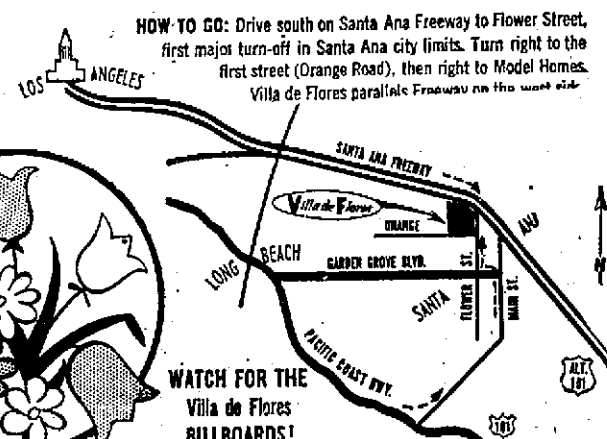 HOW TO GO: Drive south on Santa Ana Freeway to Flower Street,
first major turn-off in Santa Ana city limits. Turn right to the
first street (Orange Road), then right to Model Homes.
Villa de Flores parallels Freeway on the west side
LOS ANGELES
SANTA ANA FREEWAY
Villa de Flores
ORANGE
ANA
LONG BEACH
GARDEN GROVE BLVD.
SANTA
FLOWER ST.
MAIN ST.
N
PACIFIC COAST HWY.
ALT. 101
101
WATCH FOR THE
Villa de Flores
BILLBOARDS!